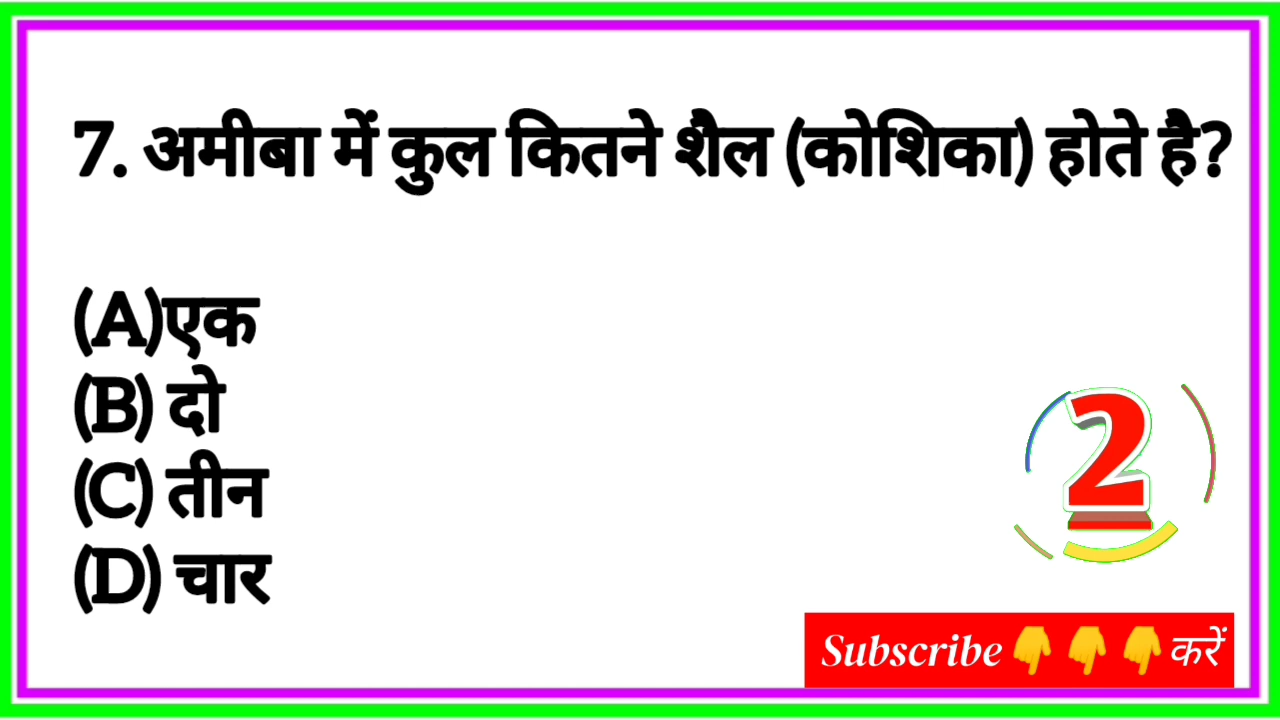 7. अमीबा में कुल कितने शैल (कोशिका) होते है?
(A)एक
(B) दो
(C) तीन
(D) चार
2
Subscribe 👇 👇 👇 करें